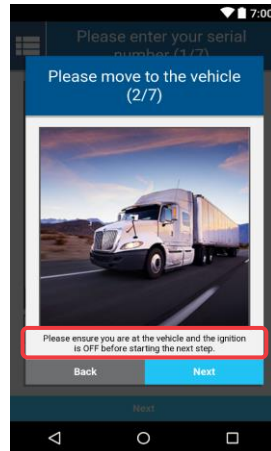 7:00
Please enter your serial
number (1/7)
Please move to the vehicle
(2/7)
Please ensure you are at the vehicle and the ignition
is OFF before starting the next step.
Back
Next
Next